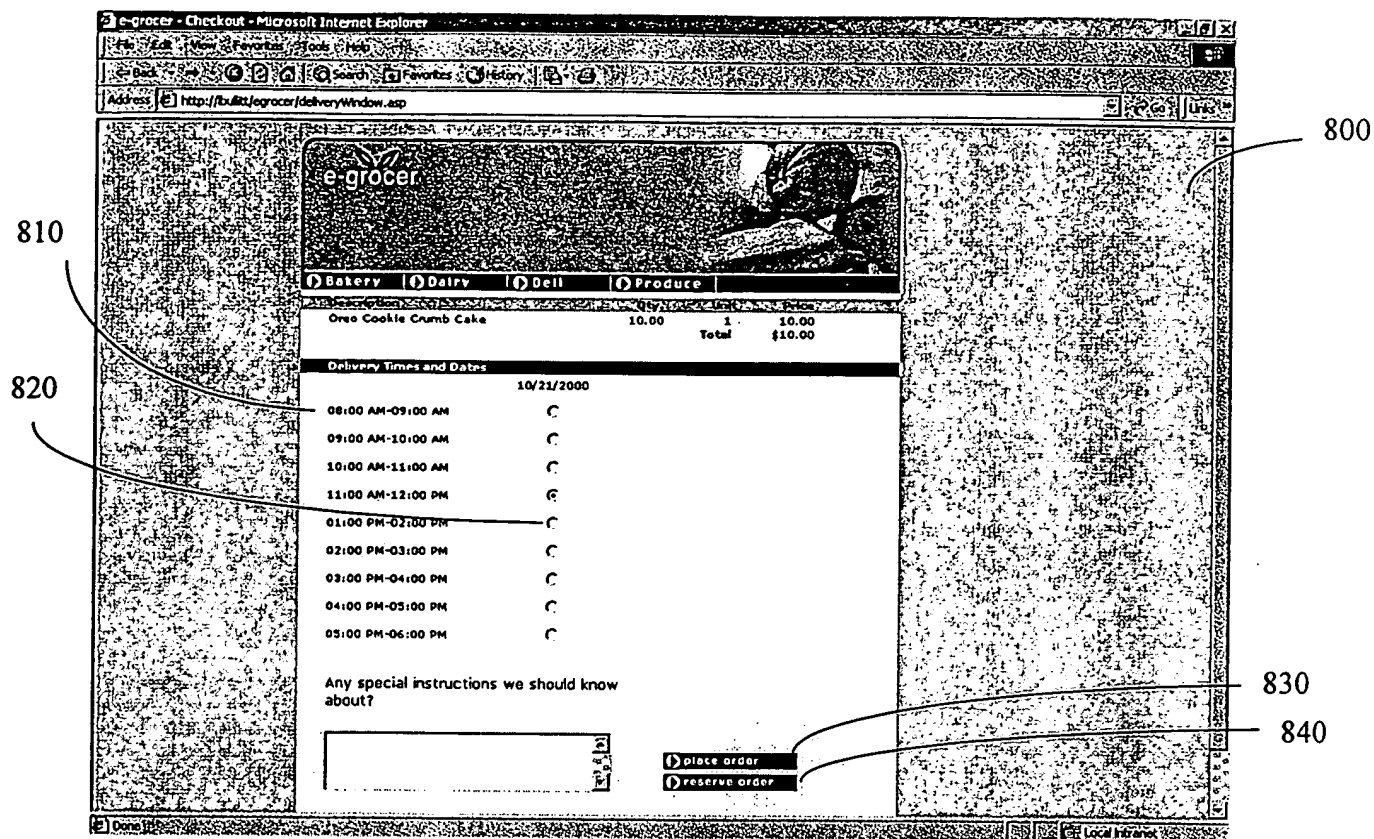 e-grocer - Checkout - Microsoft Internet Explorer
File Edit View Favorites Tools Help
Back Search Favorites History
Address http://bulitt/egrocer/deliveryWindow.asp Go Links
800
e-grocer
810
Bakery Dairy Deli Produce
Description Qty Unit Price
Oreo Cookie Crumb Cake 10.00 1 10.00
Total $10.00
Delivery Times and Dates
820
10/21/2000
08:00 AM-09:00 AM
09:00 AM-10:00 AM
10:00 AM-11:00 AM
11:00 AM-12:00 PM
01:00 PM-02:00 PM
02:00 PM-03:00 PM
03:00 PM-04:00 PM
04:00 PM-05:00 PM
05:00 PM-06:00 PM
Any special instructions we should know
about?
830
840
place order
reserve order
Done Local intranet